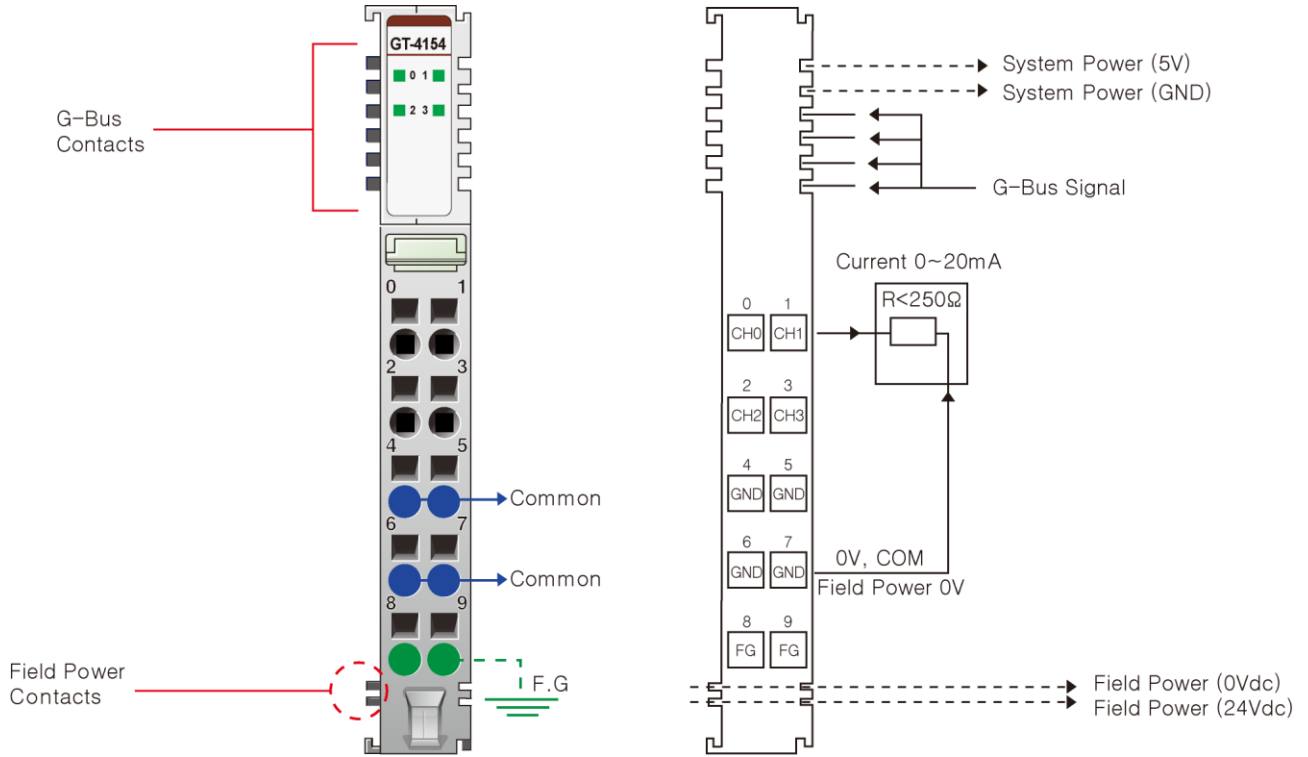 GT-4154
0 1
2 3
G-Bus
Contacts
0 1
2 3
4 5
Common
6 7
Common
8 9
F.G
Field Power
Contacts
System Power (5V)
System Power (GND)
G-Bus Signal
Current 0~20mA
R<250Ω
0 1
CH0 CH1
2 3
CH2 CH3
4 5
GND GND
6 7
GND GND
0V, COM
Field Power 0V
8 9
FG FG
Field Power (0Vdc)
Field Power (24Vdc)